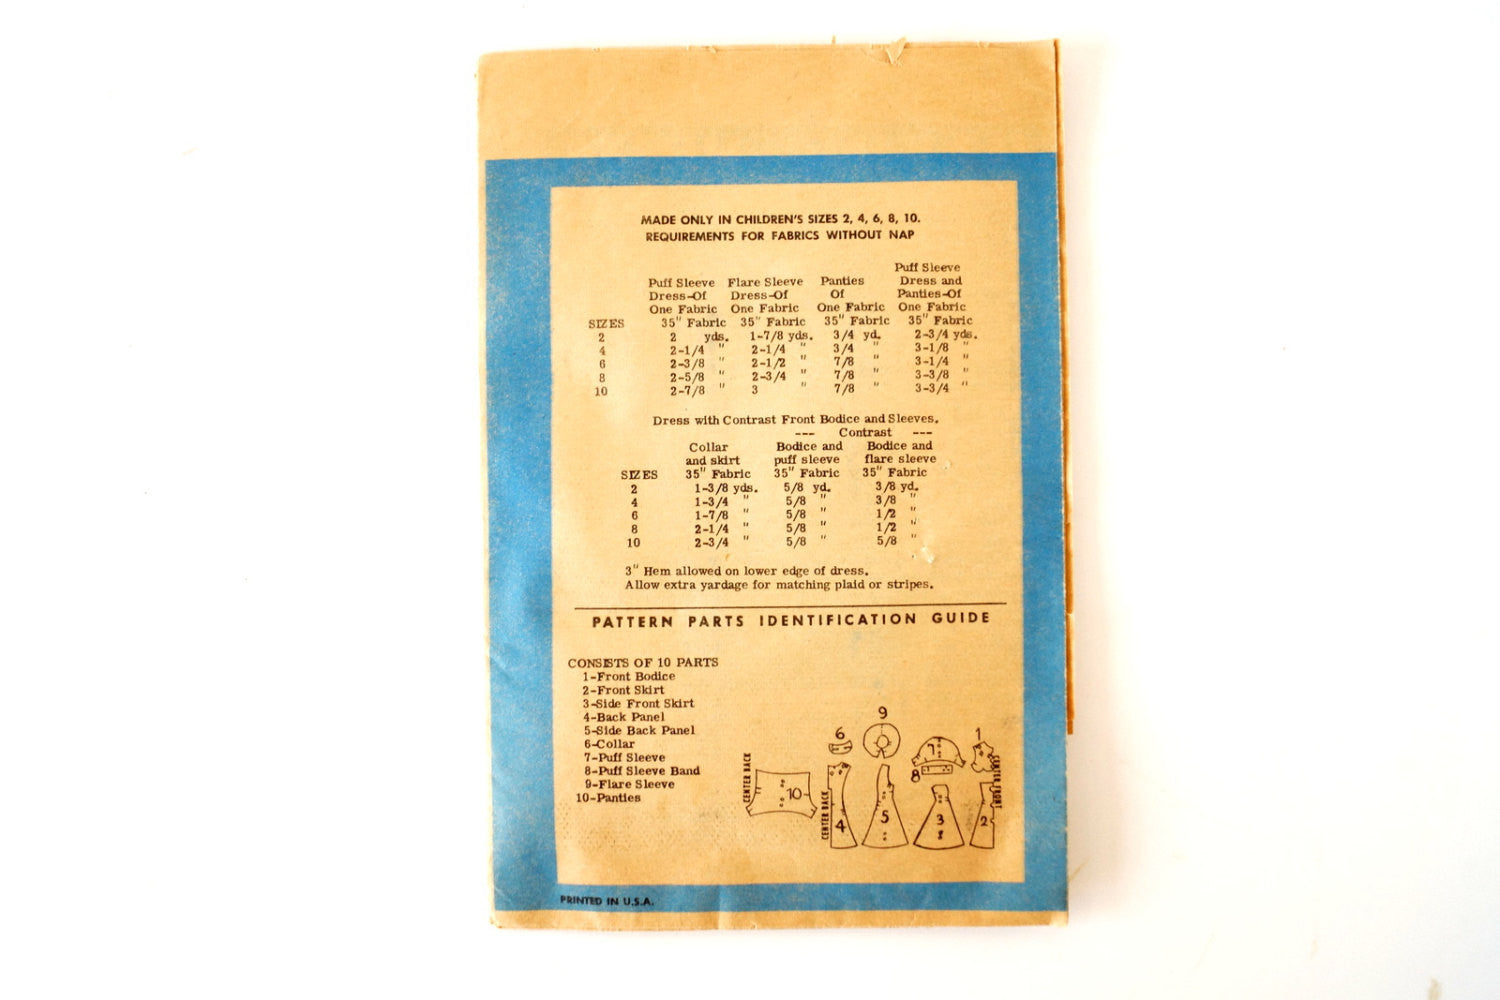 MADE ONLY IN CHILDREN'S SIZES 2, 4, 6, 8, 10.
REQUIREMENTS FOR FABRICS WITHOUT NAP
Puff Sleeve
Puff Sleeve Flare Sleeve Panties Dress and
Dress-Of Dress-Of Of Panties-Of
One Fabric One Fabric One Fabric One Fabric
SIZES 35" Fabric 35" Fabric 35" Fabric 35" Fabric
2 2 yds. 1-7/8 yds. 3/4 yd. 2-3/4 yds.
4 2-1/4 " 2-1/4 " 3/4 " 3-1/8 "
6 2-3/8 " 2-1/2 " 7/8 " 3-1/4 "
8 2-5/8 " 2-3/4 " 7/8 " 3-3/8 "
10 2-7/8 " 3 " 7/8 " 3-3/4 "
Dress with Contrast Front Bodice and Sleeves.
--- Contrast ---
Collar Bodice and Bodice and
and skirt puff sleeve flare sleeve
SIZES 35" Fabric 35" Fabric 35" Fabric
2 1-3/8 yds. 5/8 yd. 3/8 yd.
4 1-3/4 " 5/8 " 3/8 "
6 1-7/8 " 5/8 " 1/2 "
8 2-1/4 " 5/8 " 1/2 "
10 2-3/4 " 5/8 " 5/8 "
3" Hem allowed on lower edge of dress.
Allow extra yardage for matching plaid or stripes.
PATTERN PARTS IDENTIFICATION GUIDE
CONSISTS OF 10 PARTS
1-Front Bodice
2-Front Skirt
3-Side Front Skirt
4-Back Panel
5-Side Back Panel
6-Collar
7-Puff Sleeve
8-Puff Sleeve Band
9-Flare Sleeve
10-Panties
9
6
7
1
8
CENTER BACK
10
CENTER BACK
4
5
3
2
CENTER FRONT
PRINTED IN U.S.A.